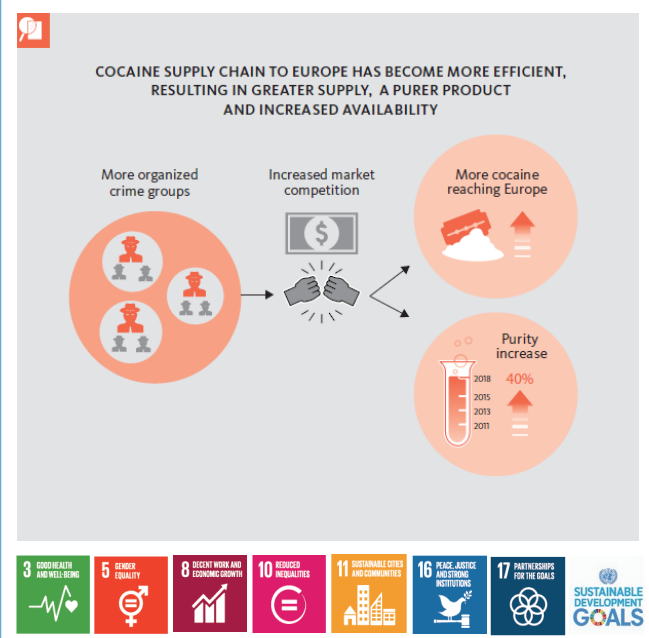 COCAINE SUPPLY CHAIN TO EUROPE HAS BECOME MORE EFFICIENT,
RESULTING IN GREATER SUPPLY, A PURER PRODUCT
AND INCREASED AVAILABILITY
More organized
crime groups
Increased market
competition
$
More cocaine
reaching Europe
Purity
increase
2018 40%
2015
2013
2011
3 GOOD HEALTH
AND WELL-BEING
5 GENDER
EQUALITY
8 DECENT WORK AND
ECONOMIC GROWTH
10 REDUCED
INEQUALITIES
11 SUSTAINABLE CITIES
AND COMMUNITIES
16 PEACE, JUSTICE
AND STRONG
INSTITUTIONS
17 PARTNERSHIPS
FOR THE GOALS
SUSTAINABLE
DEVELOPMENT
GOALS